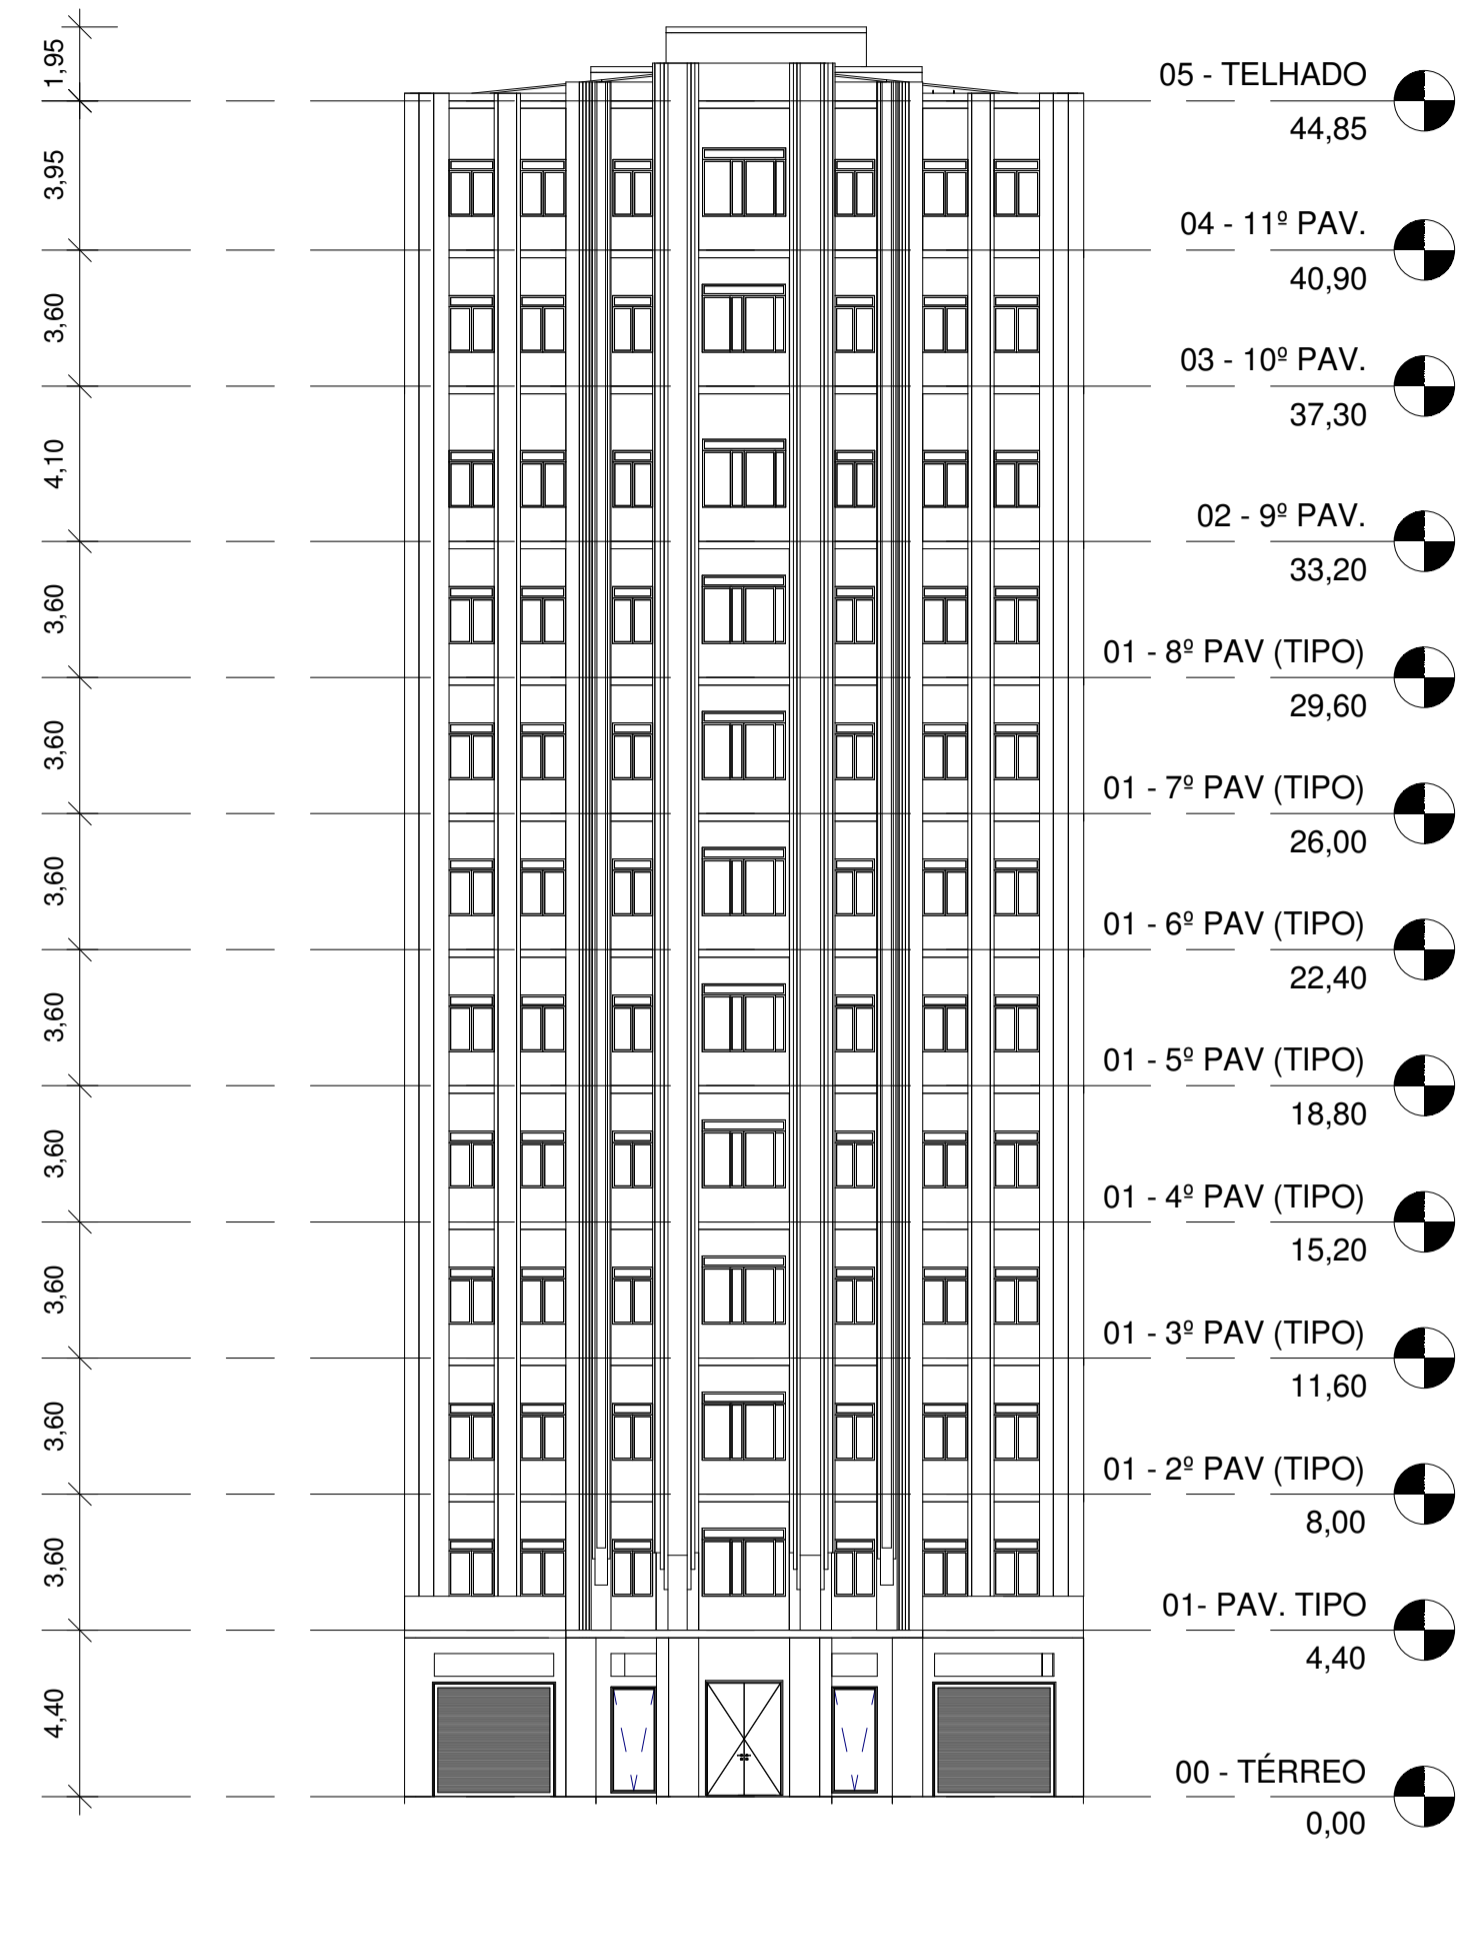 1,95
05 - TELHADO
44,85
3,95
04 - 11º PAV.
40,90
3,60
03 - 10º PAV.
37,30
4,10
02 - 9º PAV.
33,20
3,60
01 - 8º PAV (TIPO)
29,60
3,60
01 - 7º PAV (TIPO)
26,00
3,60
01 - 6º PAV (TIPO)
22,40
3,60
01 - 5º PAV (TIPO)
18,80
3,60
01 - 4º PAV (TIPO)
15,20
3,60
01 - 3º PAV (TIPO)
11,60
3,60
01 - 2º PAV (TIPO)
8,00
3,60
01- PAV. TIPO
4,40
4,40
00 - TÉRREO
0,00